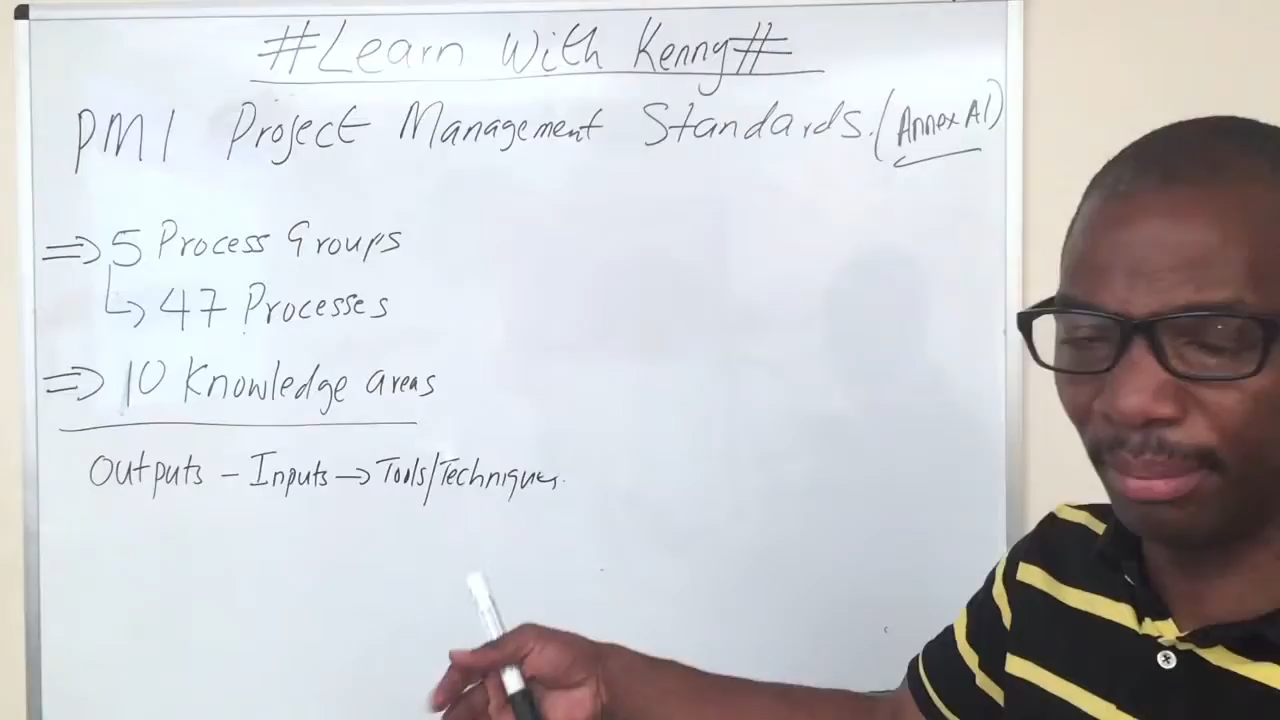 #Learn With Kenny#
PMI Project Management Standards. (Annex A1)
⇒ 5 Process Groups
↳ 47 Processes
⇒ 10 Knowledge areas
Outputs - Inputs → Tools/Techniques.